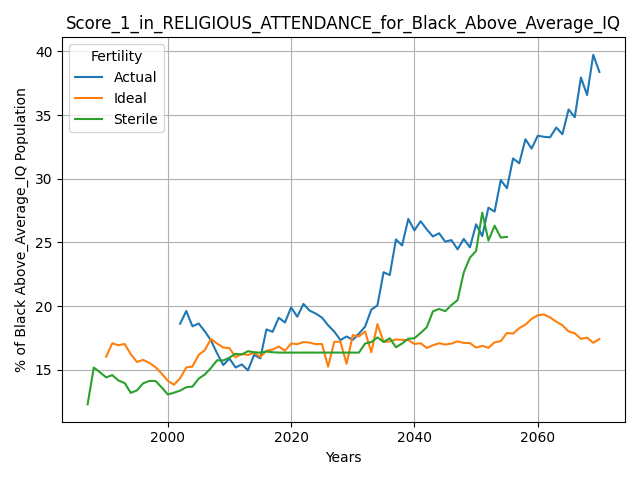 Score_1_in_RELIGIOUS_ATTENDANCE_for_Black_Above_Average_IQ
Fertility
Actual
Ideal
Sterile
% of Black Above_Average_IQ Population
40
35
30
25
20
15
2000
2020
2040
2060
Years